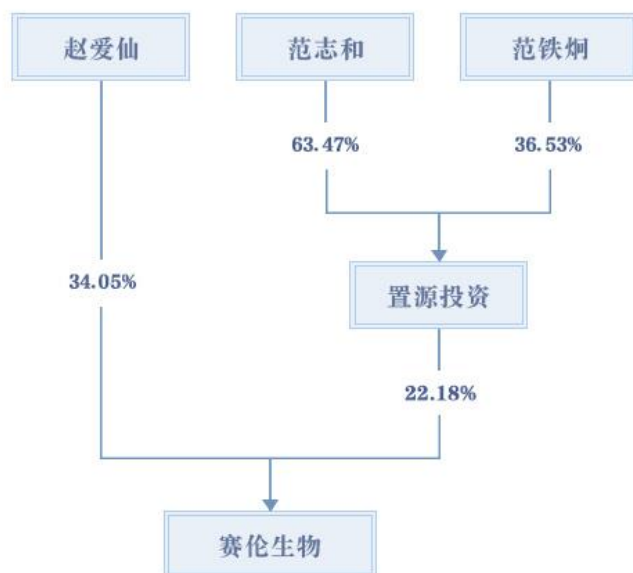 赵爱仙 范志和 范铁炯
63.47% 36.53%
34.05%
置源投资
22.18%
赛伦生物